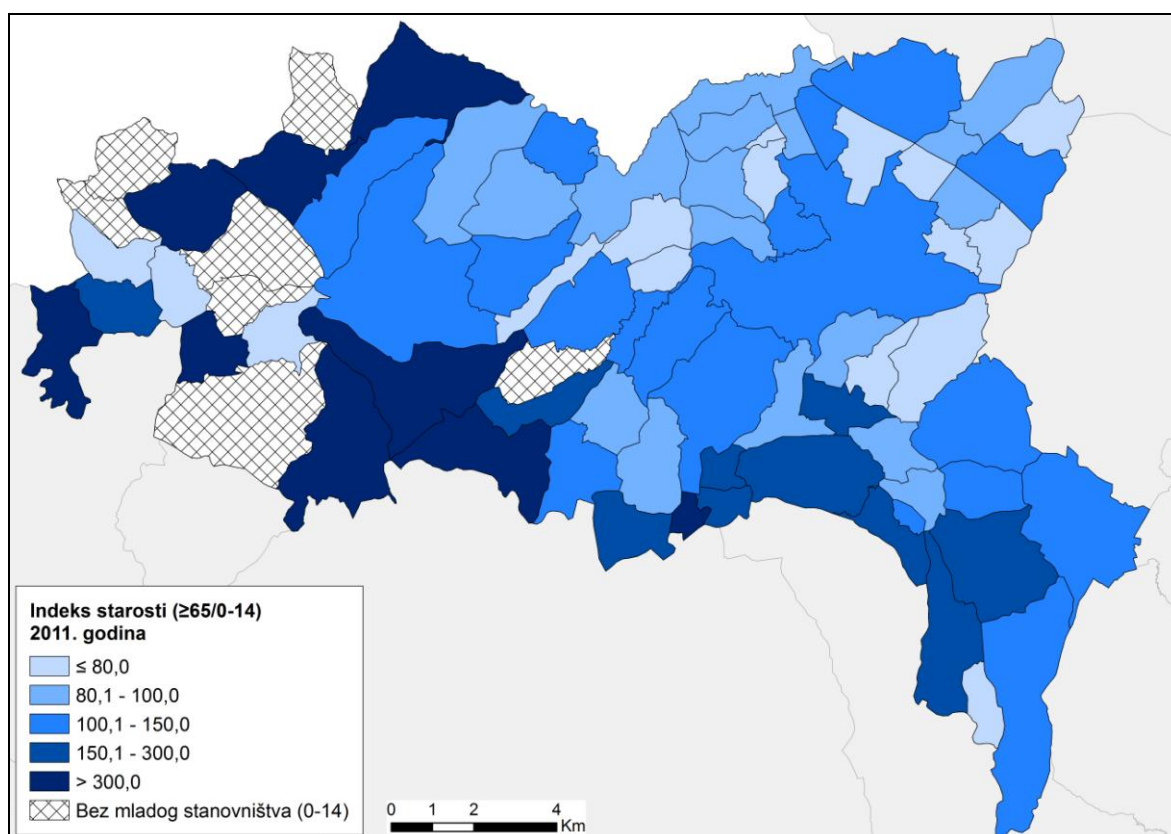 Indeks starosti (≥65/0-14)
2011. godina
≤ 80,0
80,1 - 100,0
100,1 - 150,0
150,1 - 300,0
> 300,0
Bez mladog stanovništva (0-14)
0 1 2 4
Km